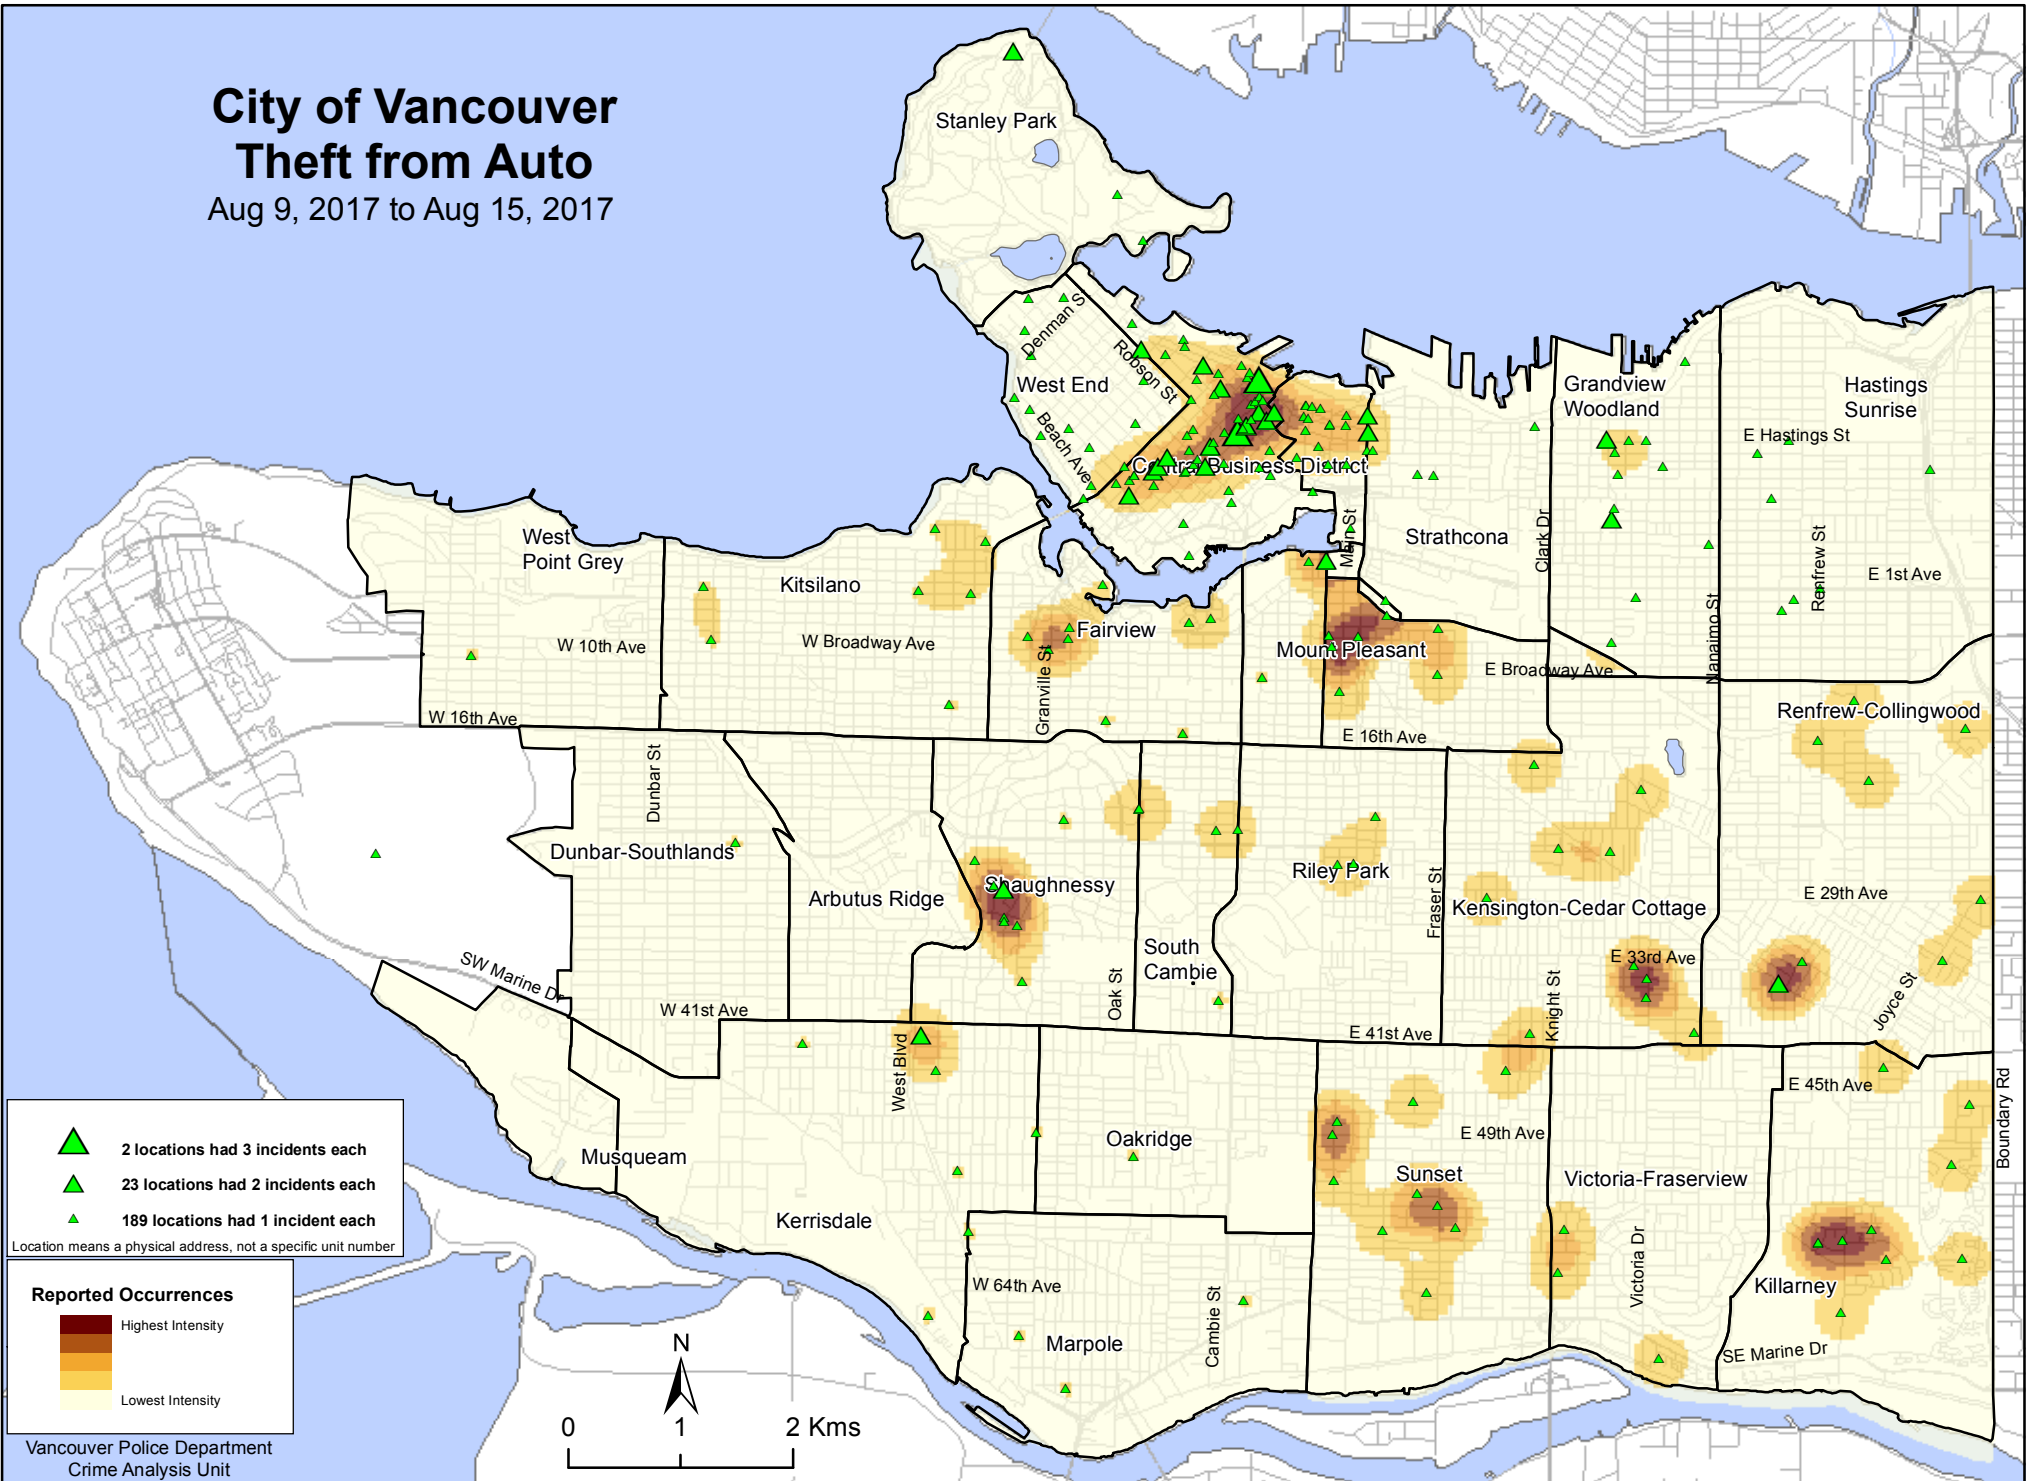 City of Vancouver
Theft from Auto
Aug 9, 2017 to Aug 15, 2017
Stanley Park
Denman S
Robson St
West End
Beach Ave
Central Business District
Grandview
Woodland
Hastings
Sunrise
E Hastings St
Main St
Strathcona
Clark Dr
Nanaimo St
Renfrew St
E 1st Ave
West
Point Grey
Kitsilano
W 10th Ave
W Broadway Ave
Fairview
Granville St
Mount Pleasant
E Broadway Ave
W 16th Ave
E 16th Ave
Renfrew-Collingwood
Dunbar St
Dunbar-Southlands
Arbutus Ridge
Shaughnessy
Riley Park
Fraser St
Kensington-Cedar Cottage
E 29th Ave
South
Cambie
Oak St
E 33rd Ave
Knight St
Joyce St
SW Marine Dr
W 41st Ave
E 41st Ave
West Blvd
E 45th Ave
Boundary Rd
Oakridge
E 49th Ave
Musqueam
Sunset
Victoria-Fraserview
Kerrisdale
Victoria Dr
Killarney
W 64th Ave
Cambie St
Marpole
SE Marine Dr
2 locations had 3 incidents each
23 locations had 2 incidents each
189 locations had 1 incident each
Location means a physical address, not a specific unit number
Reported Occurrences
Highest Intensity
Lowest Intensity
Vancouver Police Department
Crime Analysis Unit
N
0 1 2 Kms